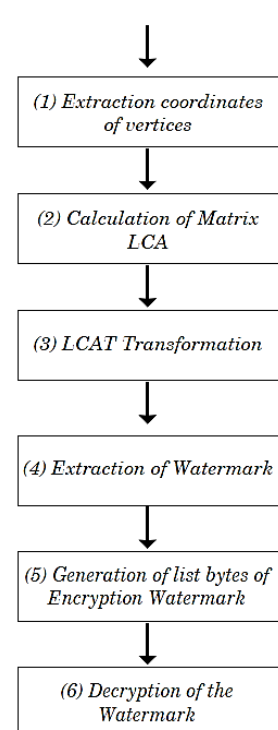 (1) Extraction coordinates
of vertices
(2) Calculation of Matrix
LCA
(3) LCAT Transformation
(4) Extraction of Watermark
(5) Generation of list bytes of
Encryption Watermark
(6) Decryption of the
Watermark